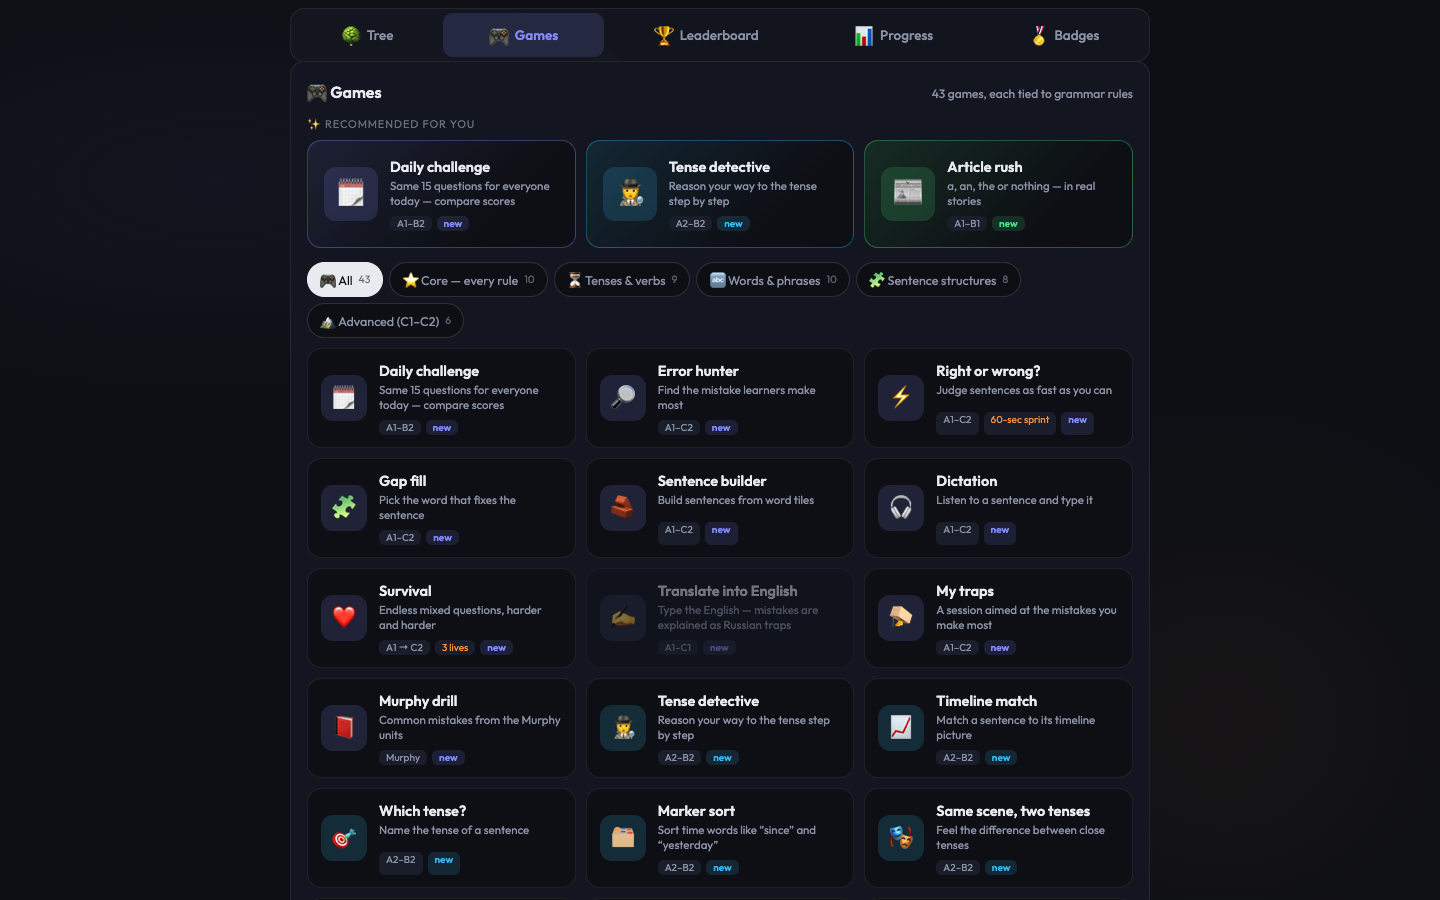 Tree
Games
Leaderboard
Progress
Badges
Games
43 games, each tied to grammar rules
RECOMMENDED FOR YOU
Daily challenge
Same 15 questions for everyone
today — compare scores
A1–B2 new
Tense detective
Reason your way to the tense
step by step
A2–B2 new
Article rush
a, an, the or nothing — in real
stories
A1–B1 new
All 43
Core — every rule 10
Tenses & verbs 9
Words & phrases 10
Sentence structures 8
Advanced (C1–C2) 6
Daily challenge
Same 15 questions for everyone
today — compare scores
A1–B2 new
Error hunter
Find the mistake learners make
most
A1–C2 new
Right or wrong?
Judge sentences as fast as you can
A1–C2 60-sec sprint new
Gap fill
Pick the word that fixes the
sentence
A1–C2 new
Sentence builder
Build sentences from word tiles
A1–C2 new
Dictation
Listen to a sentence and type it
A1–C2 new
Survival
Endless mixed questions, harder
and harder
A1 → C2 3 lives new
Translate into English
Type the English — mistakes are
explained as Russian traps
A1–C1 new
My traps
A session aimed at the mistakes you
make most
A1–C2 new
Murphy drill
Common mistakes from the Murphy
units
Murphy new
Tense detective
Reason your way to the tense step
by step
A2–B2 new
Timeline match
Match a sentence to its timeline
picture
A2–B2 new
Which tense?
Name the tense of a sentence
A2–B2 new
Marker sort
Sort time words like “since” and
“yesterday”
A2–B2 new
Same scene, two tenses
Feel the difference between close
tenses
A2–B2 new